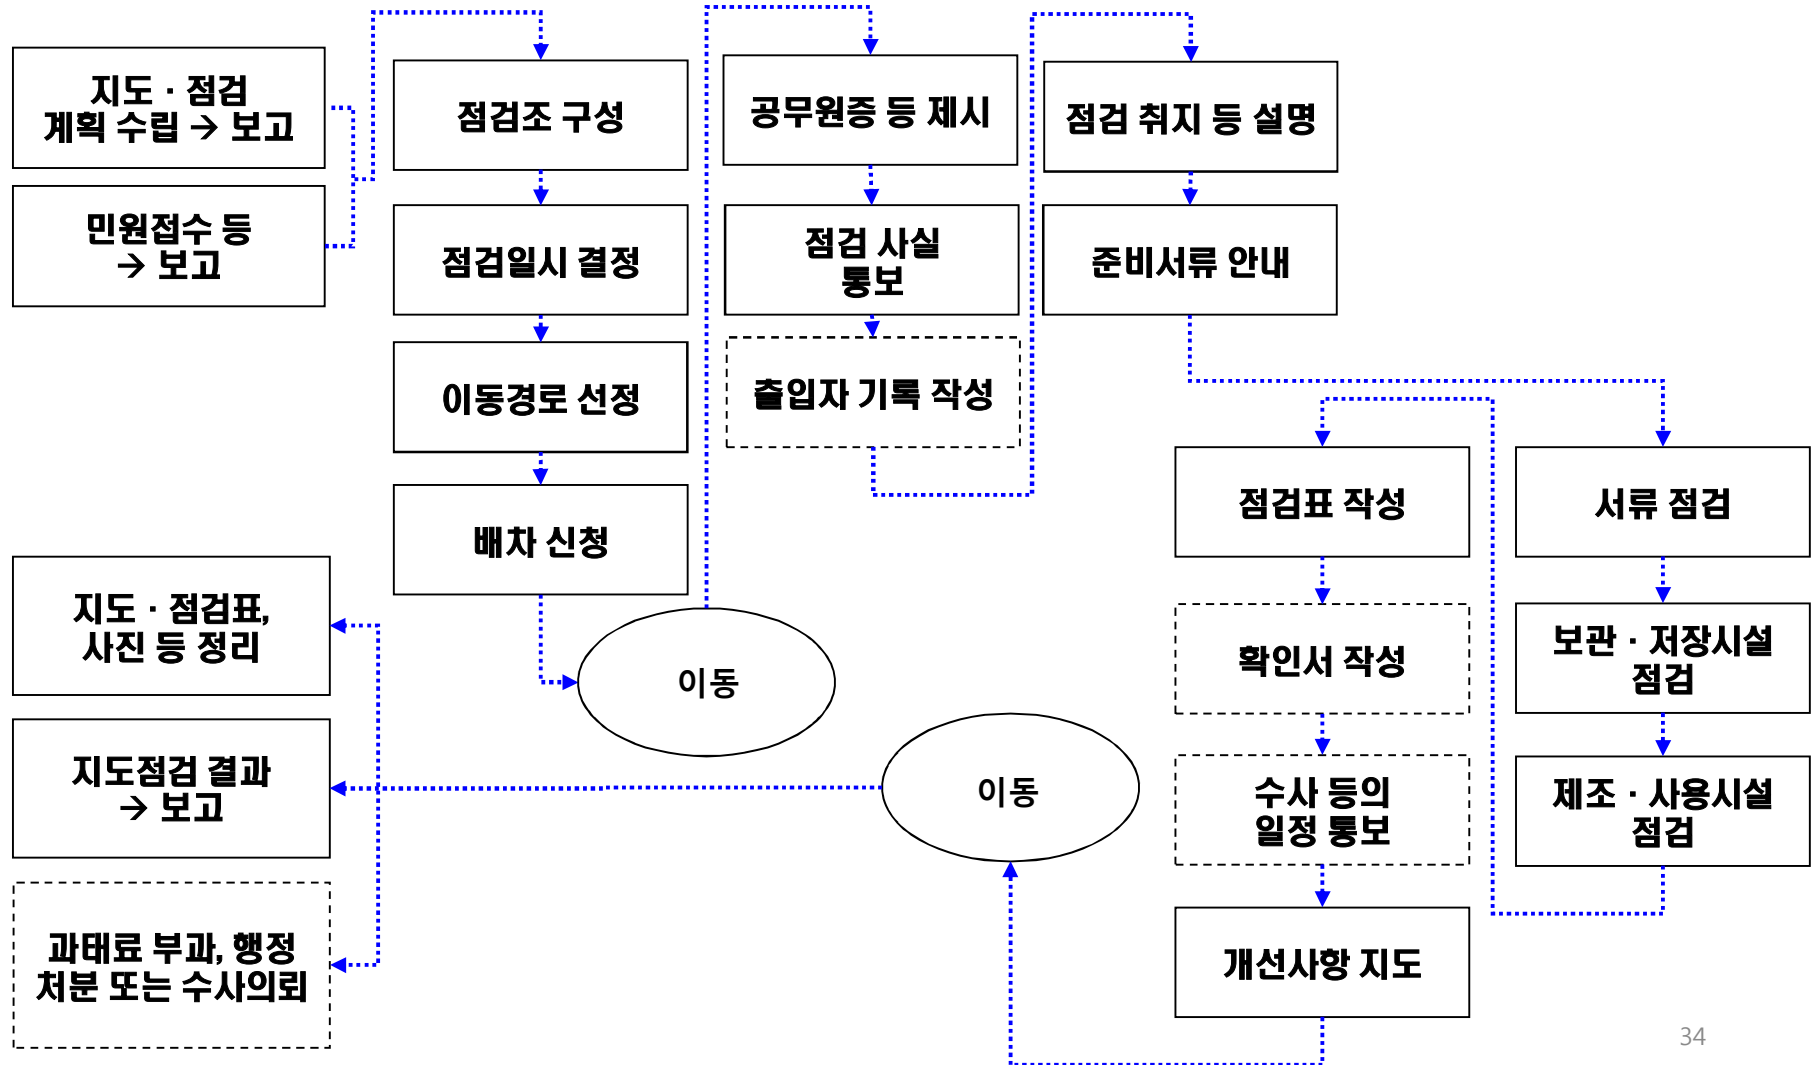 지도 · 점검
계획 수립 → 보고
민원접수 등
→ 보고
점검조 구성
점검일시 결정
이동경로 선정
배차 신청
이동
공무원증 등 제시
점검 사실
통보
출입자 기록 작성
점검 취지 등 설명
준비서류 안내
서류 점검
보관 · 저장시설
점검
제조 · 사용시설
점검
점검표 작성
확인서 작성
수사 등의
일정 통보
개선사항 지도
이동
지도 · 점검표,
사진 등 정리
지도점검 결과
→ 보고
과태료 부과, 행정
처분 또는 수사의뢰
34